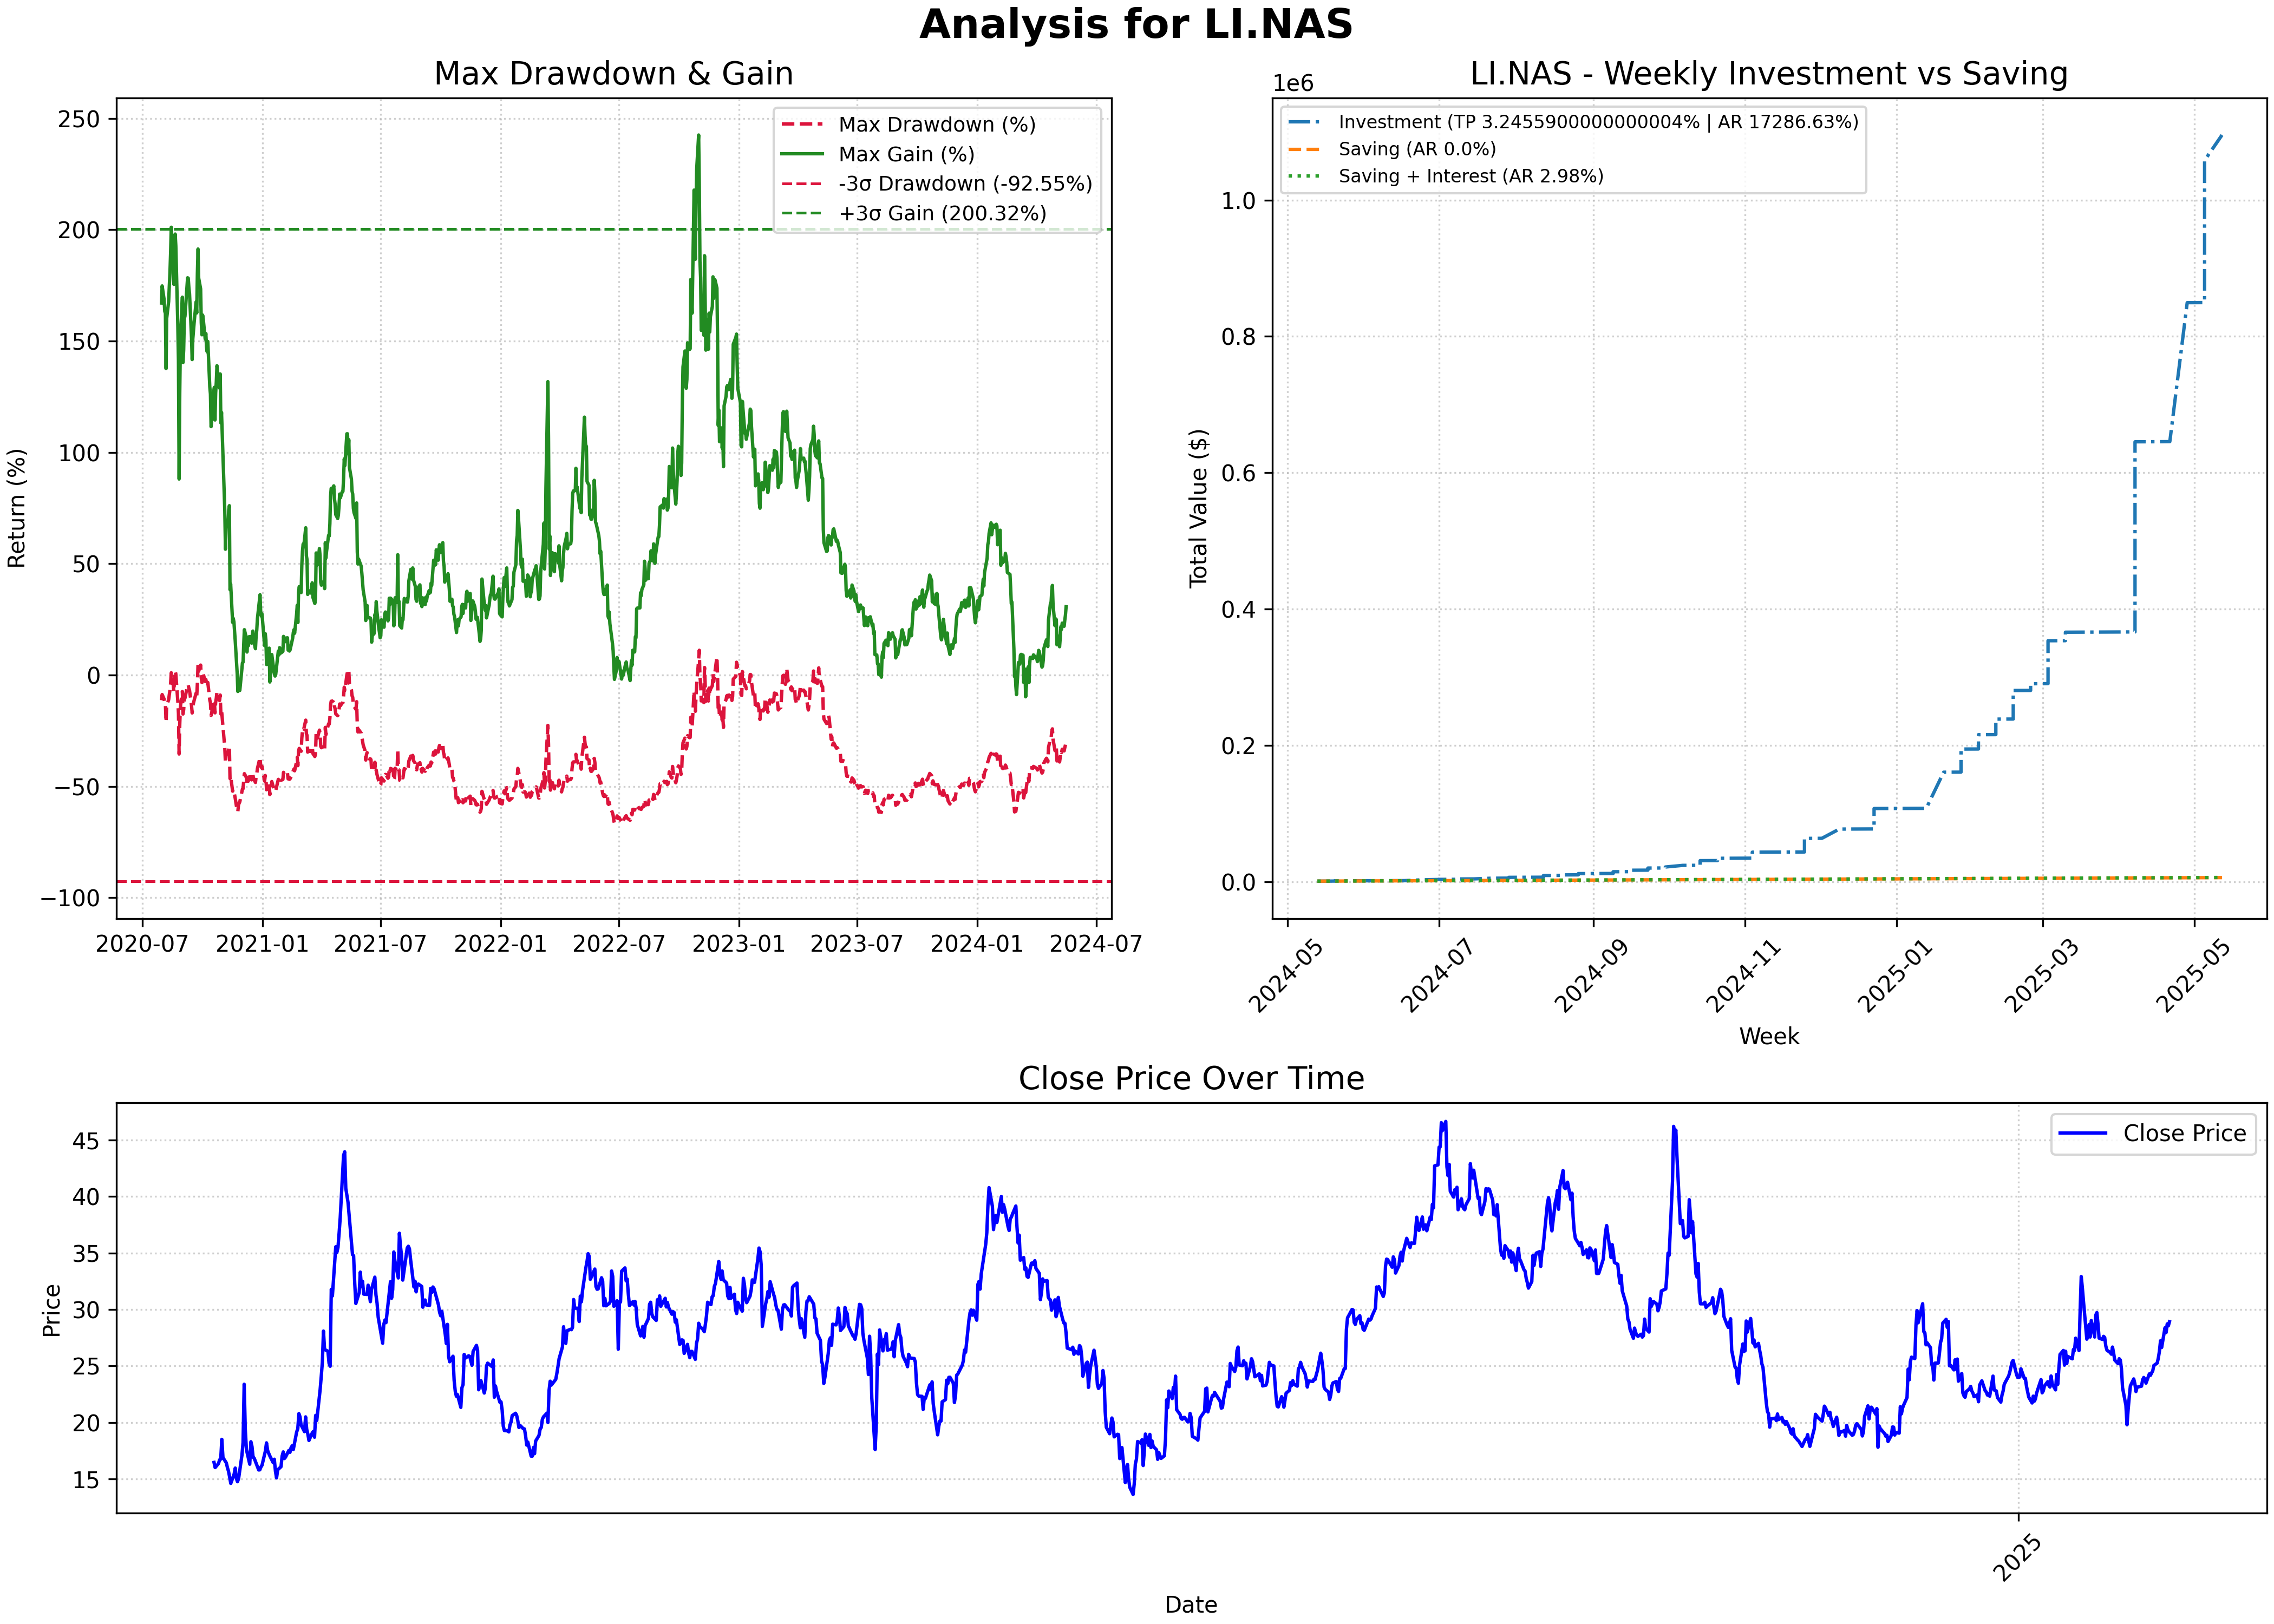 Analysis for LI.NAS
Max Drawdown & Gain
Return (%)
250
200
150
100
50
0
−50
−100
2020-07
2021-01
2021-07
2022-01
2022-07
2023-01
2023-07
2024-01
2024-07
Max Drawdown (%)
Max Gain (%)
-3σ Drawdown (-92.55%)
+3σ Gain (200.32%)
LI.NAS - Weekly Investment vs Saving
1e6
Total Value ($)
1.0
0.8
0.6
0.4
0.2
0.0
2024-05
2024-07
2024-09
2024-11
2025-01
2025-03
2025-05
Week
Investment (TP 3.2455900000000004% | AR 17286.63%)
Saving (AR 0.0%)
Saving + Interest (AR 2.98%)
Close Price Over Time
Price
45
40
35
30
25
20
15
2025
Date
Close Price